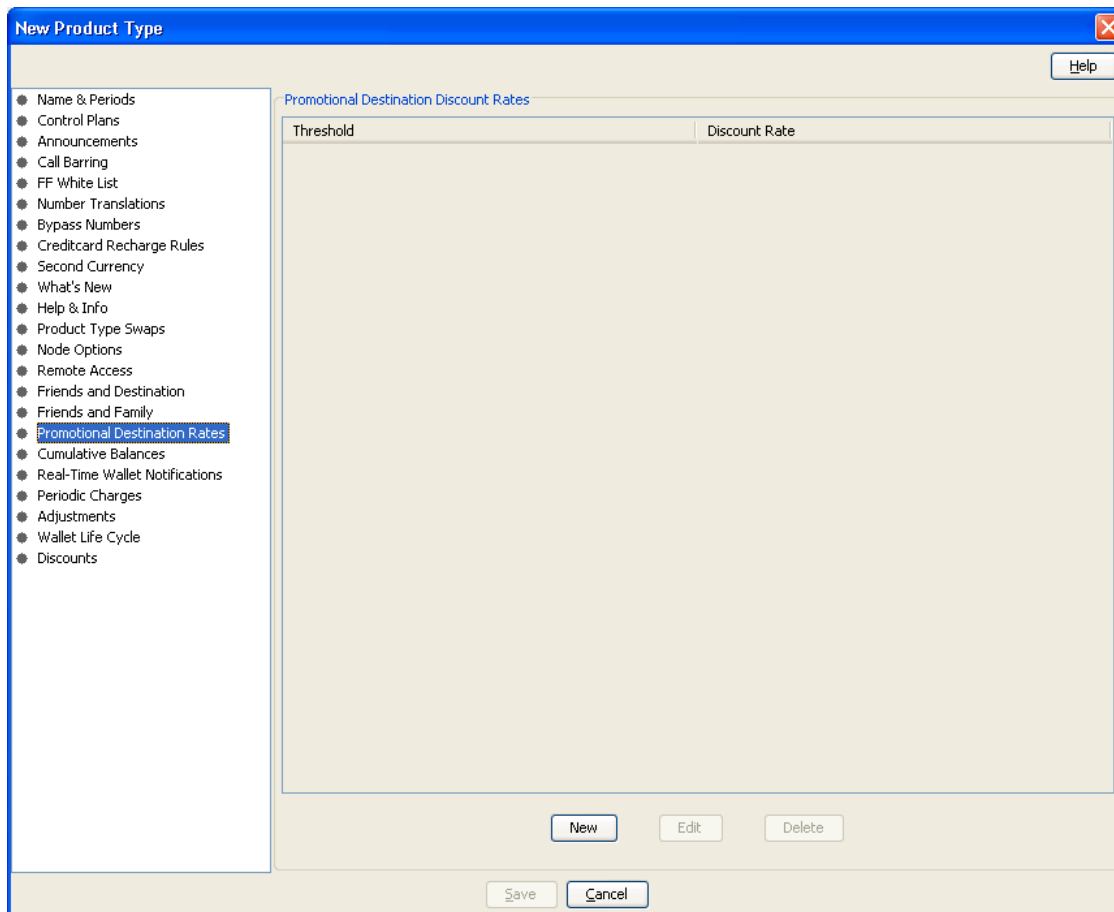 New Product Type
Help
Name & Periods
Control Plans
Announcements
Call Barring
FF White List
Number Translations
Bypass Numbers
Creditcard Recharge Rules
Second Currency
What's New
Help & Info
Product Type Swaps
Node Options
Remote Access
Friends and Destination
Friends and Family
Promotional Destination Rates
Cumulative Balances
Real-Time Wallet Notifications
Periodic Charges
Adjustments
Wallet Life Cycle
Discounts
Promotional Destination Discount Rates
Threshold Discount Rate
New Edit Delete
Save Cancel